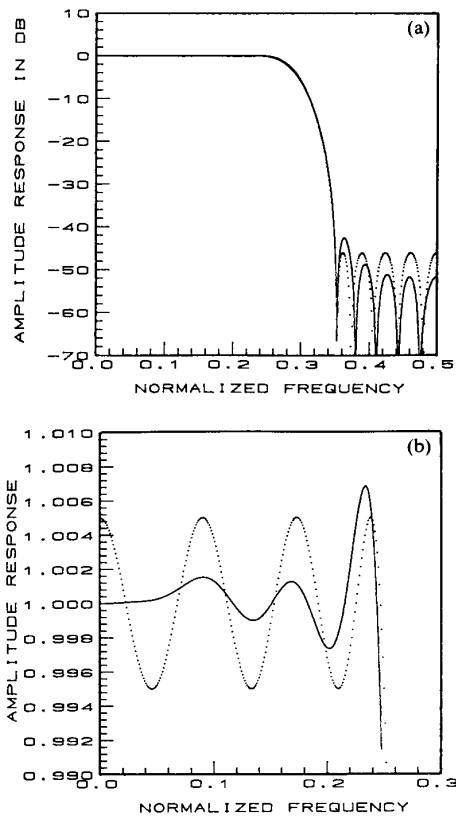 (a)
AMPLITUDE RESPONSE IN DB
10
0
-10
-20
-30
-40
-50
-60
-70
0.0 0.1 0.2 0.3 0.4 0.5
NORMALIZED FREQUENCY
(b)
AMPLITUDE RESPONSE
1.010
1.008
1.006
1.004
1.002
1.000
0.998
0.996
0.994
0.992
0.990
0.0 0.1 0.2 0.3
NORMALIZED FREQUENCY